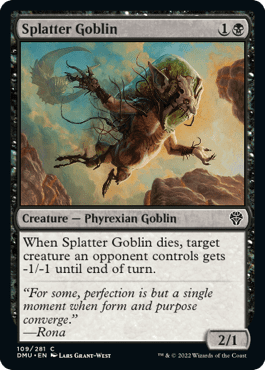 Splatter Goblin
1
Creature — Phyrexian Goblin
When Splatter Goblin dies, target
creature an opponent controls gets
-1/-1 until end of turn.
“For some, perfection is but a single
moment when form and purpose
converge.”
—Rona
2/1
109/281 C
DMU • EN Lars Grant-West
™ & © 2022 Wizards of the Coast